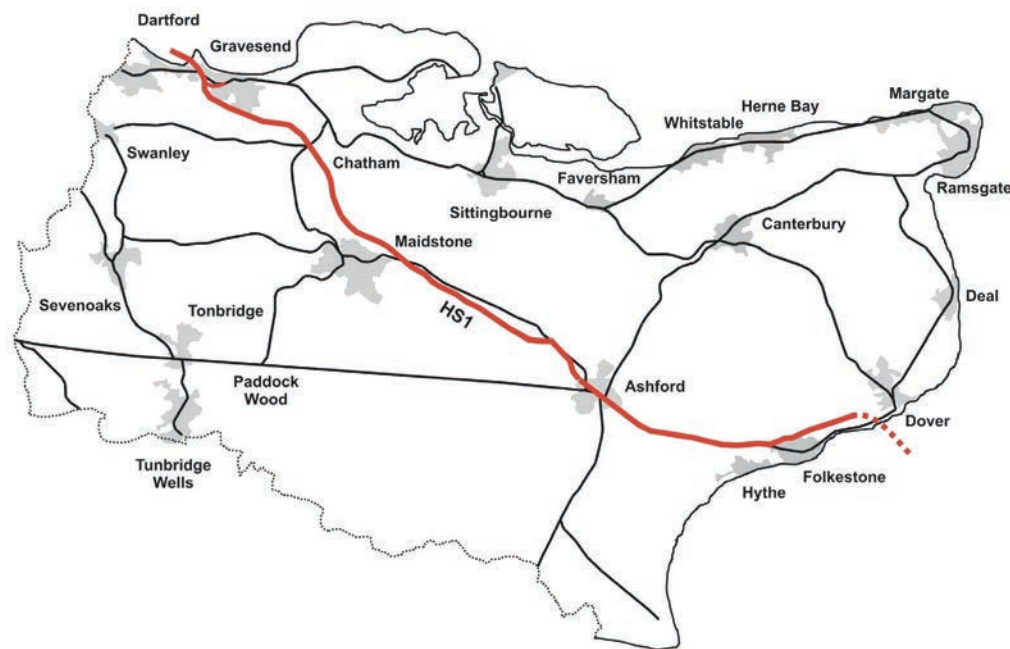 Dartford
Gravesend
Margate
Herne Bay
Whitstable
Swanley
Chatham
Faversham
Ramsgate
Sittingbourne
Canterbury
Maidstone
Sevenoaks
Tonbridge
HS1
Deal
Paddock
Wood
Ashford
Dover
Tunbridge
Wells
Folkestone
Hythe